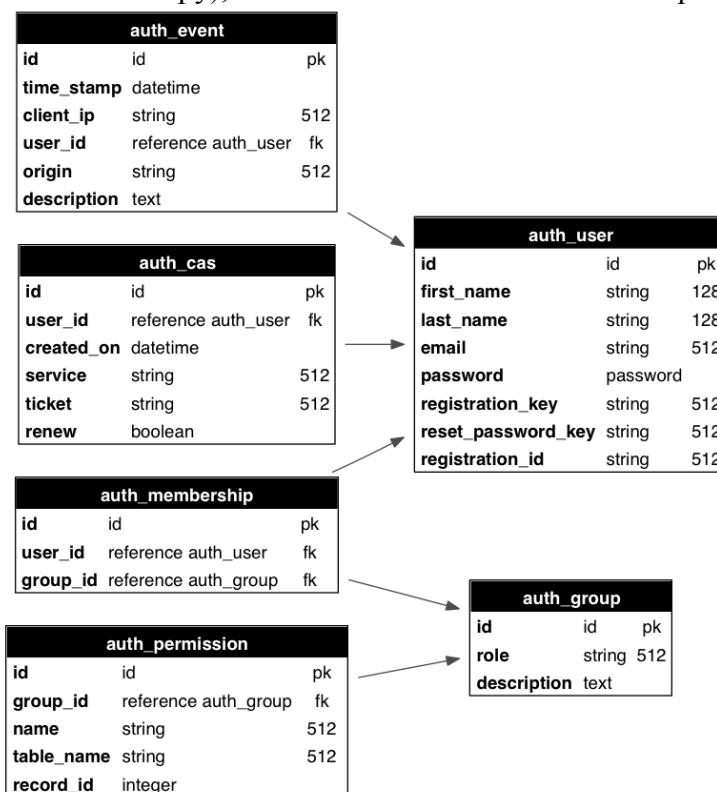 py),
auth_event
id id pk
time_stamp datetime
client_ip string 512
user_id reference auth_user fk
origin string 512
description text
auth_cas
id id pk
user_id reference auth_user fk
created_on datetime
service string 512
ticket string 512
renew boolean
auth_user
id id pk
first_name string 128
last_name string 128
email string 512
password password
registration_key string 512
reset_password_key string 512
registration_id string 512
auth_membership
id id pk
user_id reference auth_user fk
group_id reference auth_group fk
auth_group
id id pk
role string 512
description text
auth_permission
id id pk
group_id reference auth_group fk
name string 512
table_name string 512
record_id integer